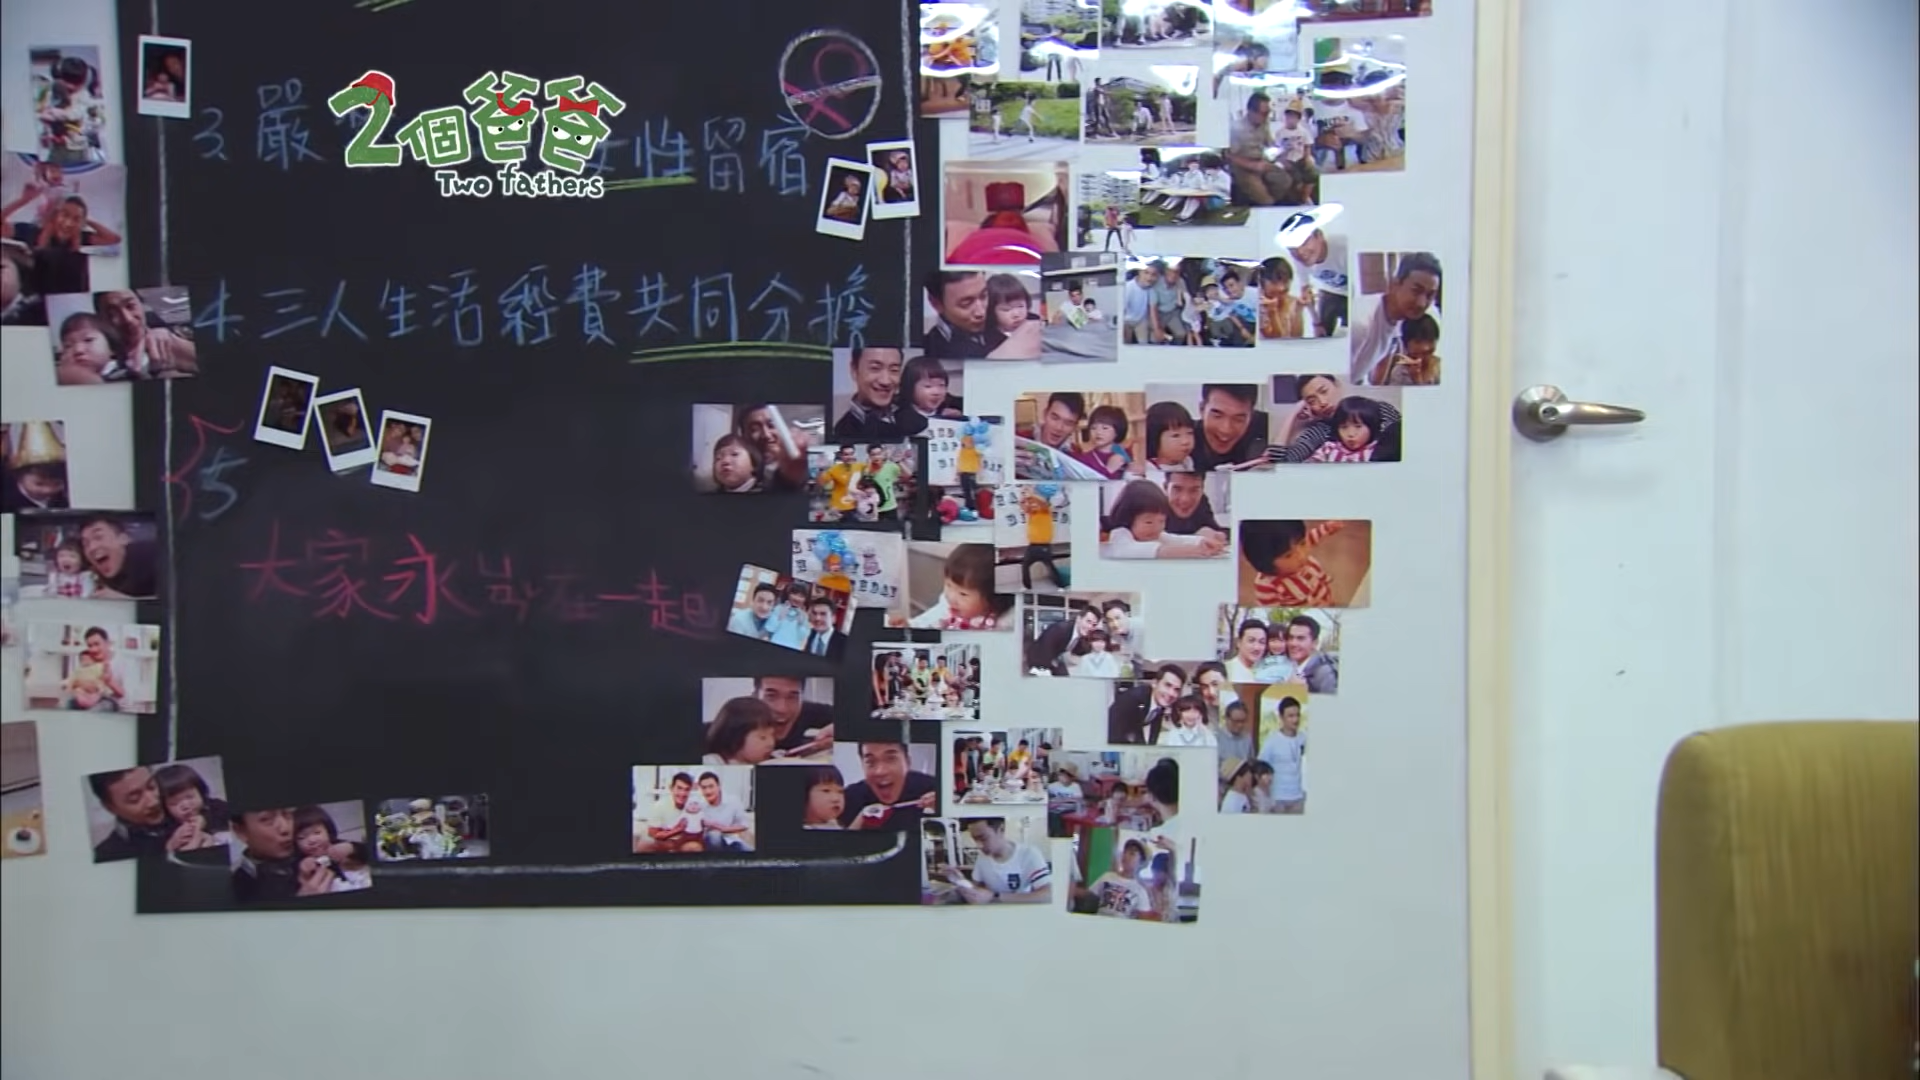 2個爸爸
Two fathers
3. 嚴 女性留宿
4. 三人生活經費共同分擔
5
大家永 在一起